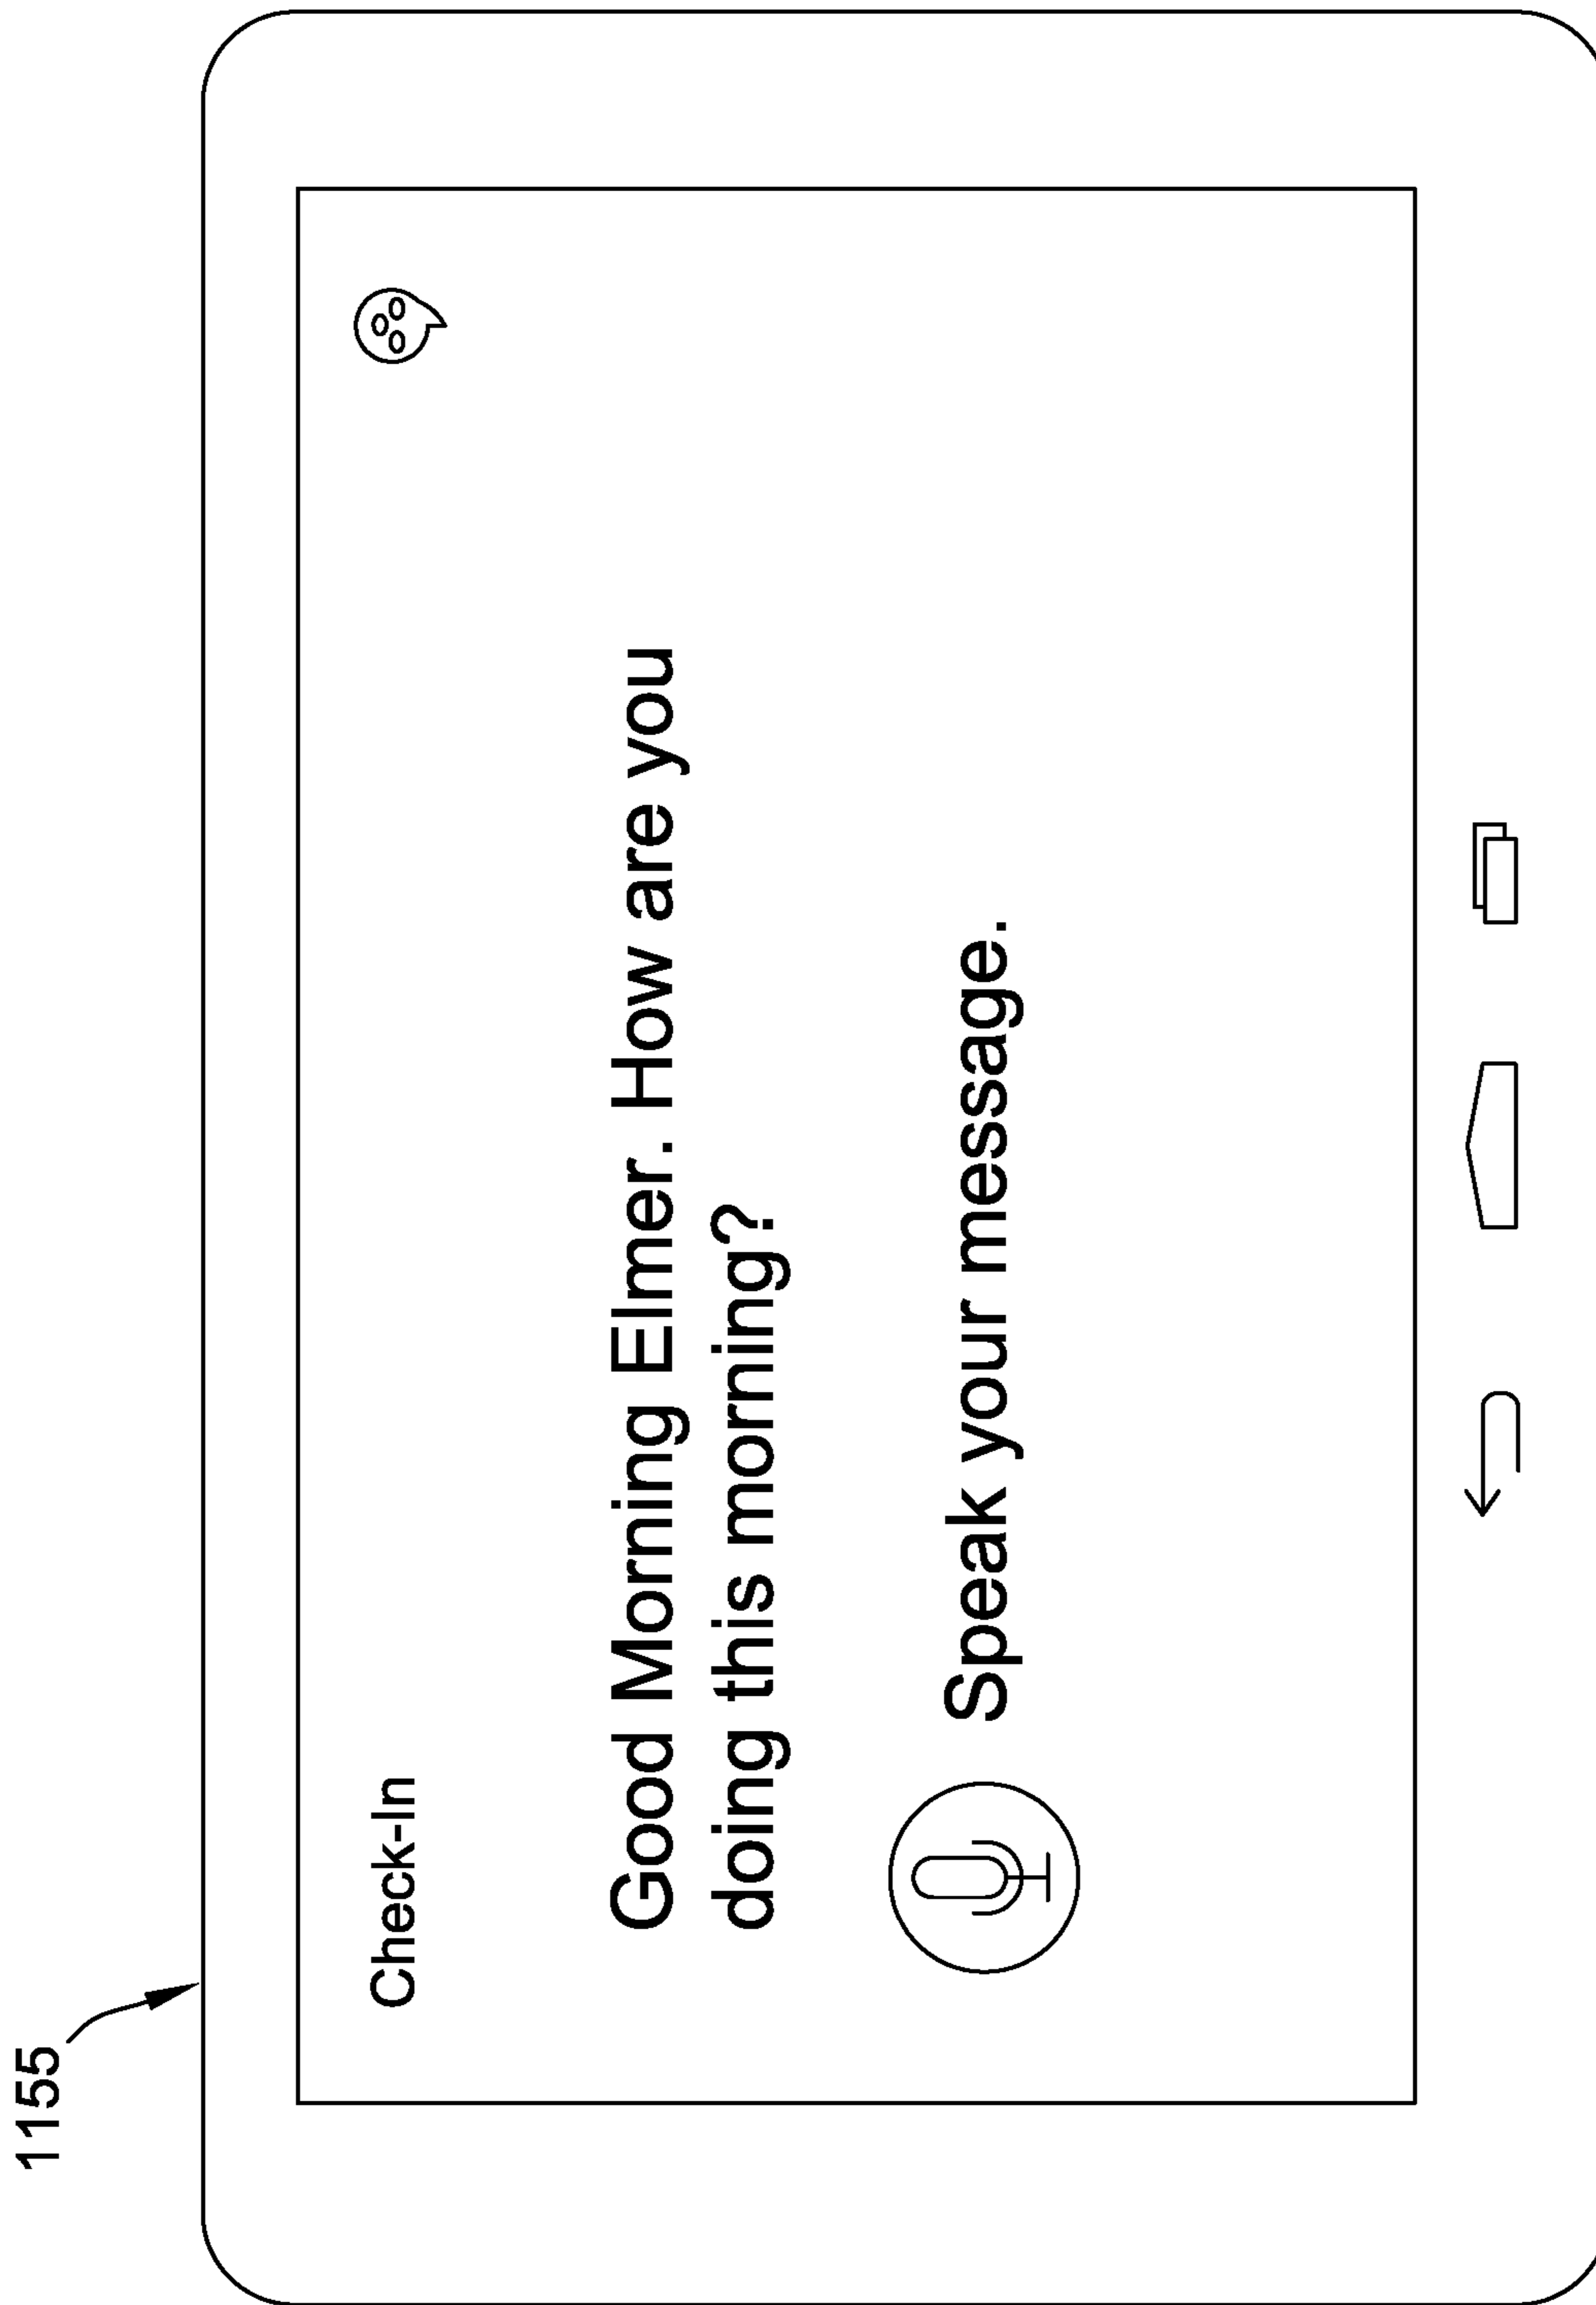 1155
Check-In
Good Morning Elmer. How are you
doing this morning?
Speak your message.